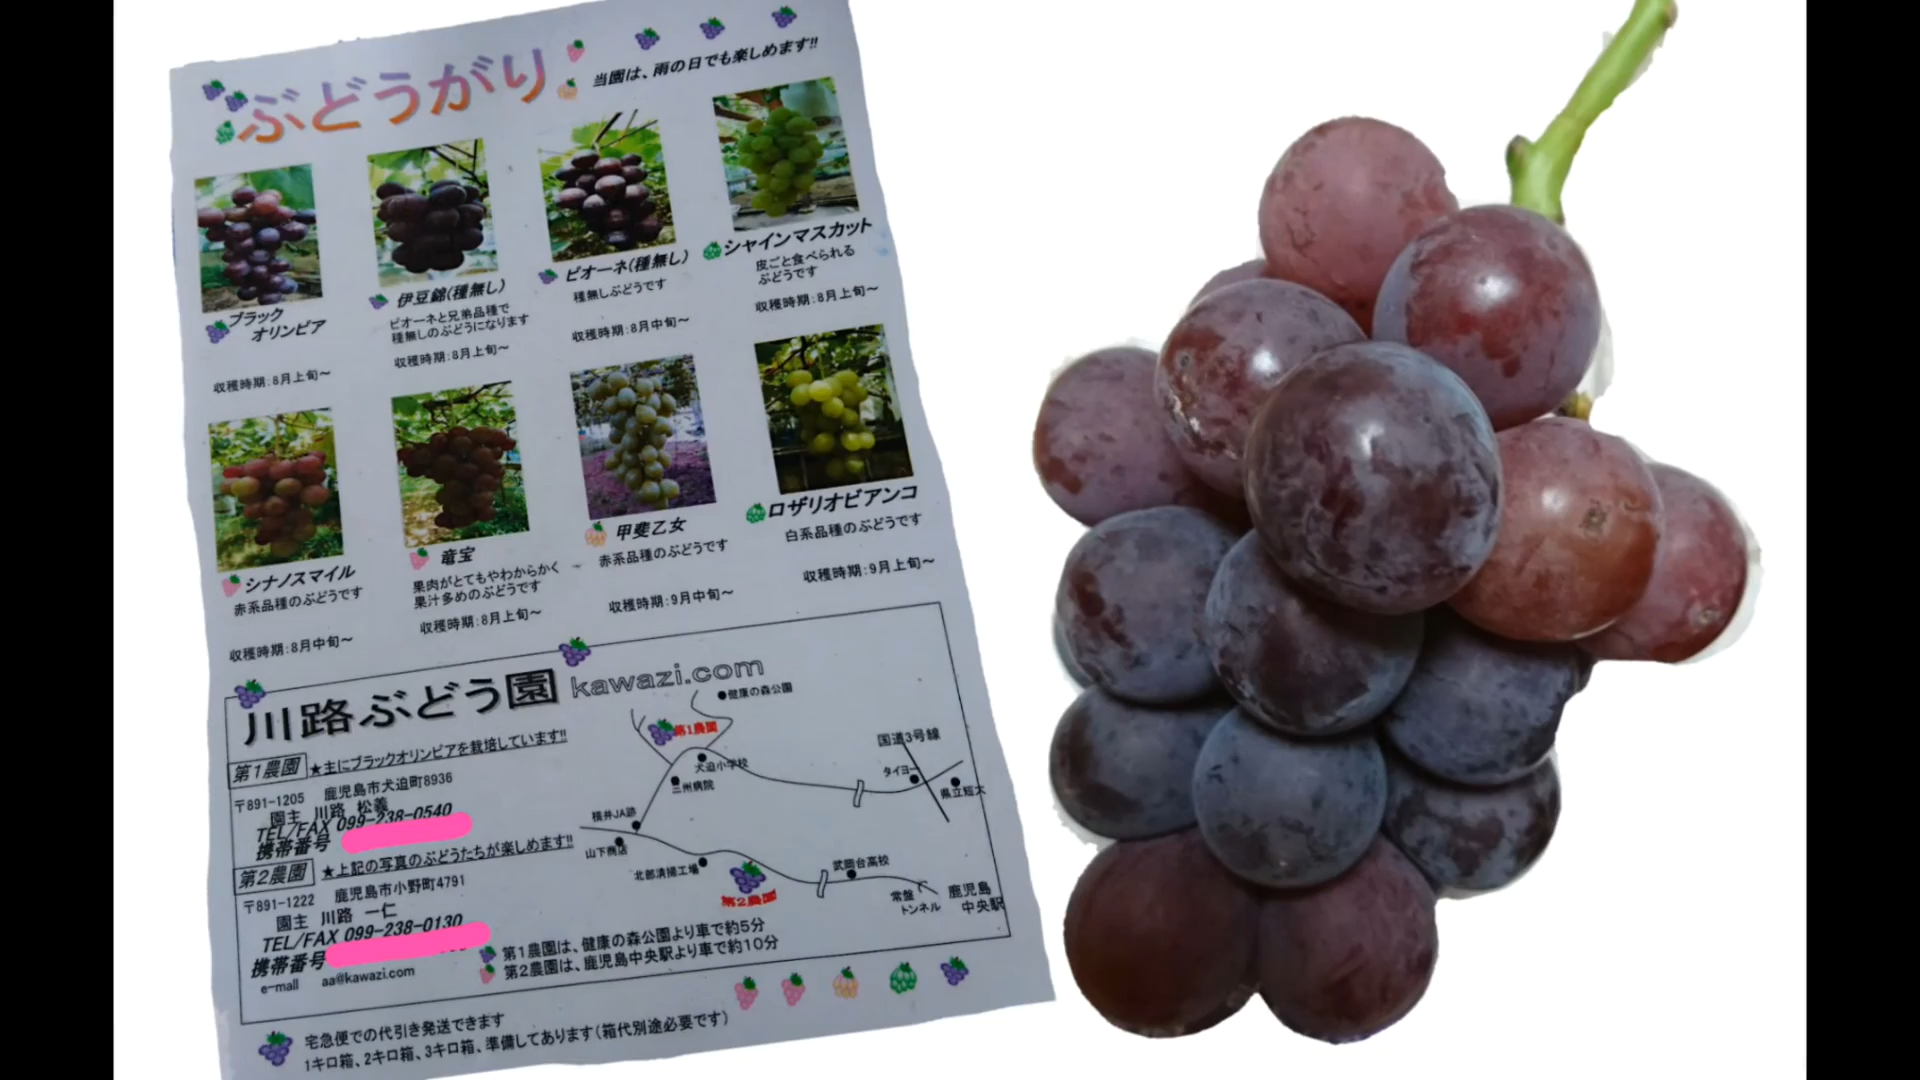 ぶどうがり
当園は、雨の日でも楽しめます!!
ブラック
オリンピア
収穫時期:8月上旬～
伊豆錦(種無し)
ピオーネと兄弟品種で
種無しのぶどうになります
収穫時期:8月上旬～
ピオーネ(種無し)
種無しぶどうです
収穫時期:8月中旬～
シャインマスカット
皮ごと食べられる
ぶどうです
収穫時期:8月上旬～
シナノスマイル
赤系品種のぶどうです
収穫時期:8月中旬～
竜宝
果肉がとてもやわからかく
果汁多めのぶどうです
収穫時期:8月上旬～
甲斐乙女
赤系品種のぶどうです
収穫時期:9月中旬～
ロザリオビアンコ
白系品種のぶどうです
収穫時期:9月上旬～
川路ぶどう園 kawazi.com
第1農園 ★主にブラックオリンピアを栽培しています!!
〒891-1205 鹿児島市犬迫町8936
園主 川路 松義
TEL/FAX 099-238-0540
携帯番号
第2農園 ★上記の写真のぶどうたちが楽しめます!!
〒891-1222 鹿児島市小野町4791
園主 川路 一仁
TEL/FAX 099-238-0130
携帯番号
e-mail aa@kawazi.com
健康の森公園
第1農園
犬迫小学校
三州病院
国道3号線
タイヨー
県立短大
横井JA跡
山下商店
北部清掃工場
第2農園
武岡台高校
常盤
トンネル
鹿児島
中央駅
第1農園は、健康の森公園より車で約5分
第2農園は、鹿児島中央駅より車で約10分
宅急便での代引き発送できます
1キロ箱、2キロ箱、3キロ箱、準備してあります(箱代別途必要です)